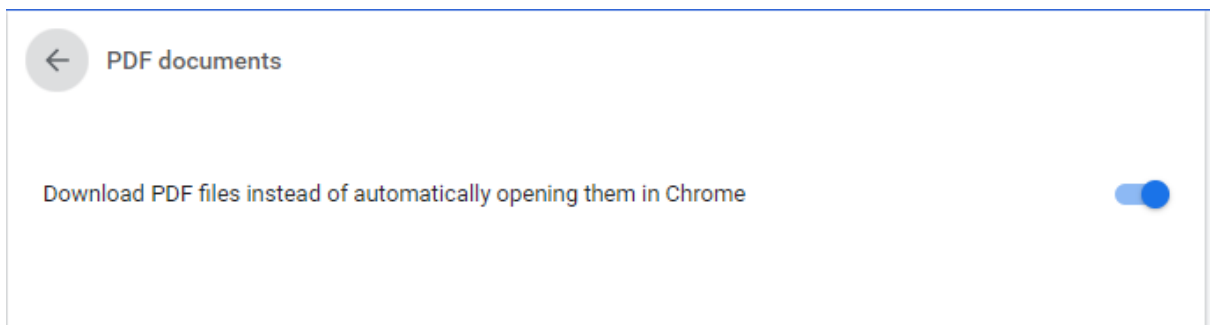 PDF documents
Download PDF files instead of automatically opening them in Chrome